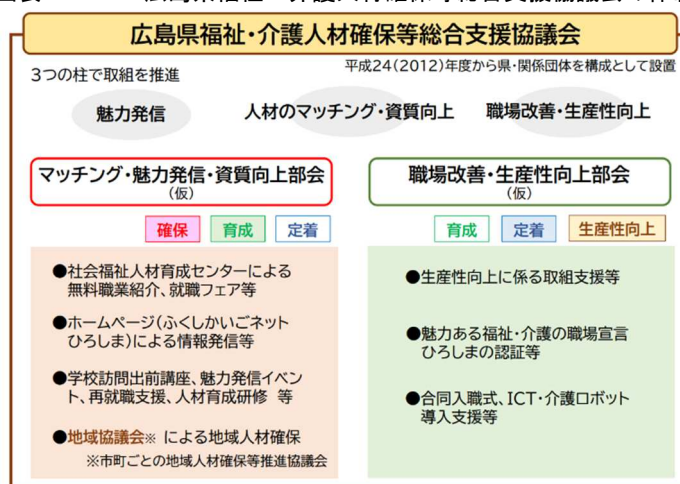 広島県福祉・介護人材確保等総合支援協議会
平成24(2012)年度から県・関係団体を構成として設置
3つの柱で取組を推進
魅力発信
人材のマッチング・資質向上
職場改善・生産性向上
マッチング・魅力発信・資質向上部会
(仮)
確保
育成
定着
●社会福祉人材育成センターによる
無料職業紹介、就職フェア等
●ホームページ(ふくしかいごネット
ひろしま)による情報発信等
●学校訪問出前講座、魅力発信イベン
ト、再就職支援、人材育成研修 等
●地域協議会※ による地域人材確保
※市町ごとの地域人材確保等推進協議会
職場改善・生産性向上部会
(仮)
育成
定着
生産性向上
●生産性向上に係る取組支援等
●魅力ある福祉・介護の職場宣言
ひろしまの認証等
●合同入職式、ICT・介護ロボット
導入支援等